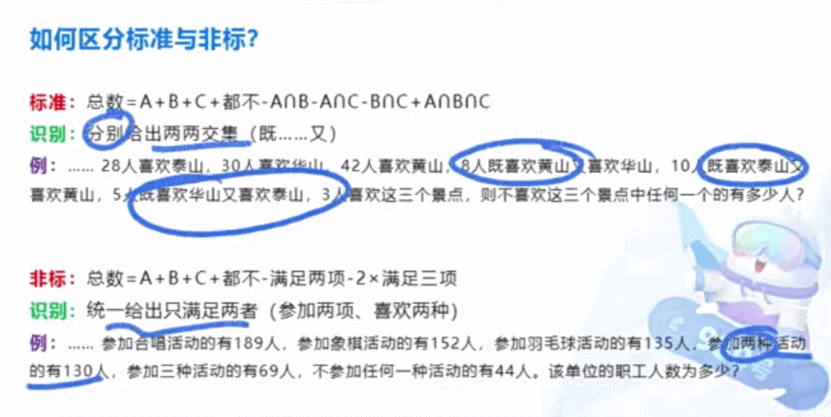 如何区分标准与非标?
标准：总数=A+B+C+都不-A∩B-A∩C-B∩C+A∩B∩C
识别：分别给出两两交集（既……又）
例：…… 28人喜欢泰山，30人喜欢华山，42人喜欢黄山，8人既喜欢黄山又喜欢华山，10人既喜欢泰山又
喜欢黄山，5人既喜欢华山又喜欢泰山，3人喜欢这三个景点，则不喜欢这三个景点中任何一个的有多少人?
非标：总数=A+B+C+都不-满足两项-2×满足三项
识别：统一给出只满足两者（参加两项、喜欢两种）
例：…… 参加合唱活动的有189人，参加象棋活动的有152人，参加羽毛球活动的有135人，参加两种活动
的有130人，参加三种活动的有69人，不参加任何一种活动的有44人。该单位的职工人数为多少?